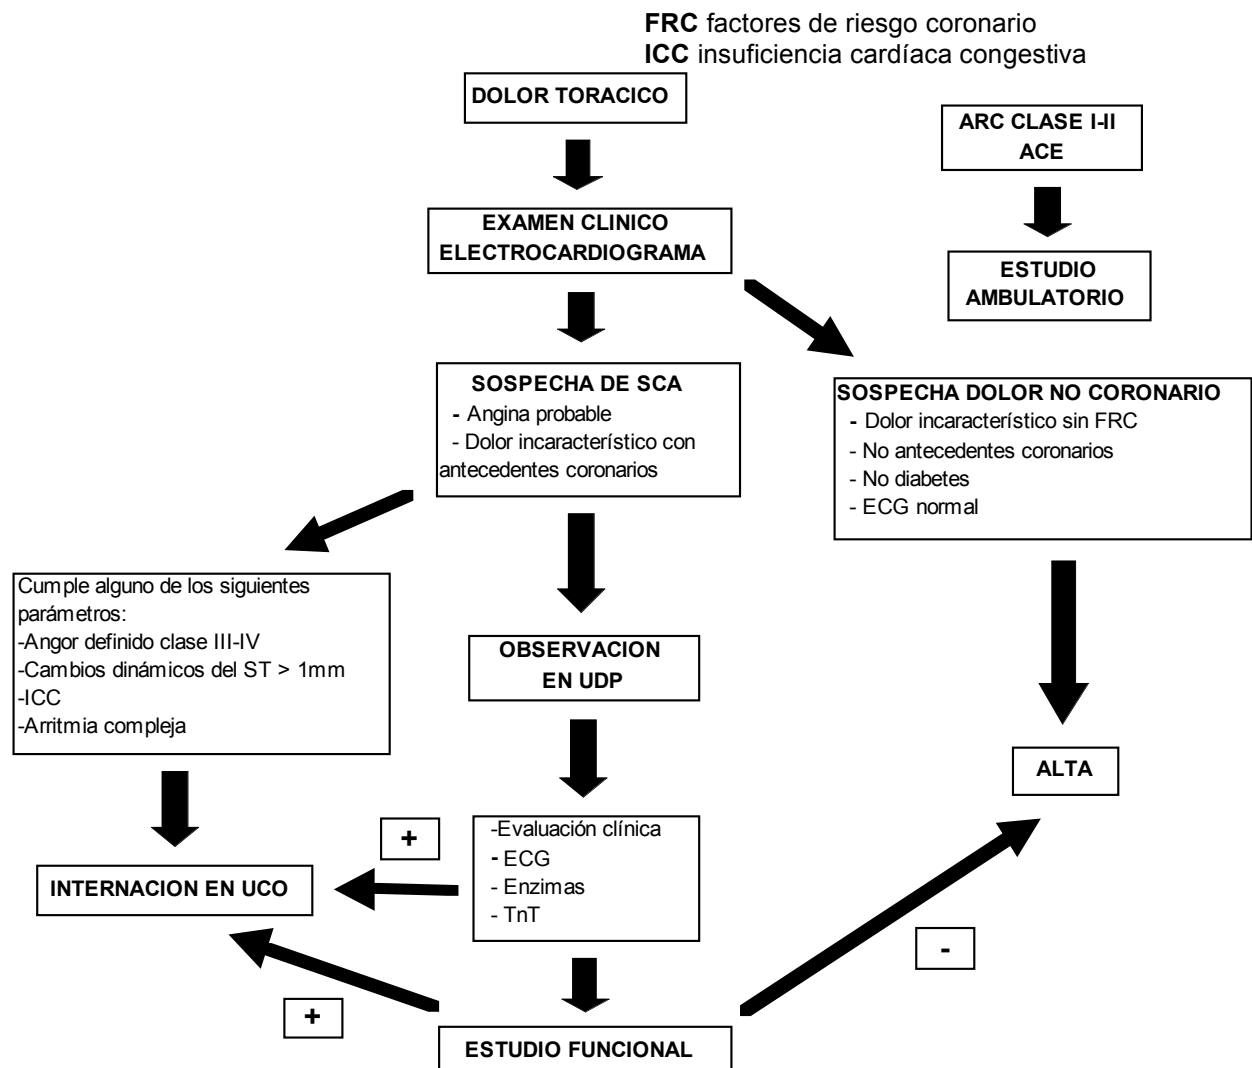 FRC factores de riesgo coronario
ICC insuficiencia cardíaca congestiva
DOLOR TORACICO
ARC CLASE I-II
ACE
EXAMEN CLINICO
ELECTROCARDIOGRAMA
ESTUDIO
AMBULATORIO
SOSPECHA DE SCA
- Angina probable
- Dolor incaracterístico con
antecedentes coronarios
SOSPECHA DOLOR NO CORONARIO
- Dolor incaracterístico sin FRC
- No antecedentes coronarios
- No diabetes
- ECG normal
Cumple alguno de los siguientes
parámetros:
-Angor definido clase III-IV
-Cambios dinámicos del ST > 1mm
-ICC
-Arritmia compleja
OBSERVACION
EN UDP
ALTA
+
-Evaluación clínica
- ECG
- Enzimas
- TnT
INTERNACION EN UCO
-
+
ESTUDIO FUNCIONAL